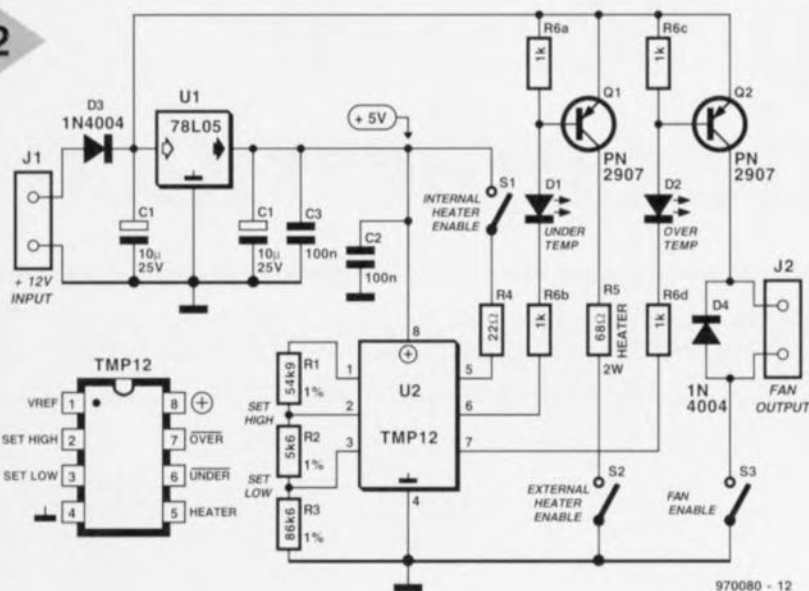 2
R6a
1k
R6c
1k
Q1
Q2
D3
1N4004
U1
78L05
+ 5V
J1
PN
2907
PN
2907
S1
INTERNAL
HEATER
ENABLE
D1
UNDER
TEMP
D2
OVER
TEMP
C1
10µ
25V
C1
10µ
25V
C3
100n
C2
100n
J2
+ 12V
INPUT
R4
22Ω
R6b
1k
R5
68Ω
HEATER
2W
R6d
1k
D4
1N
4004
FAN
OUTPUT
TMP12
VREF
1
8
SET HIGH
2
7
OVER
SET LOW
3
6
UNDER
4
5
HEATER
R1
54k9
1%
SET
HIGH
R2
5k6
1%
SET
LOW
R3
86k6
1%
8
1
2
3
U2
TMP12
5
6
7
4
S2
EXTERNAL
HEATER
ENABLE
S3
FAN
ENABLE
970080 - 12